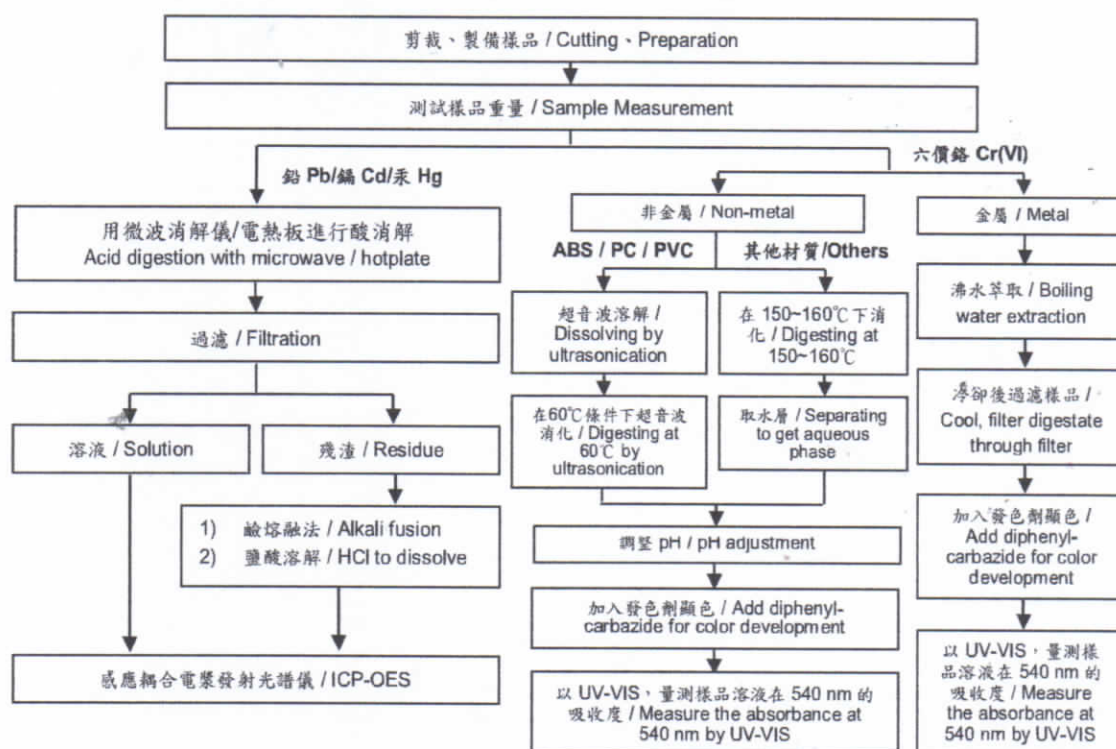 剪裁、製備樣品 / Cutting、Preparation
測試樣品重量 / Sample Measurement
鉛 Pb/鎘 Cd/汞 Hg
六價鉻 Cr(VI)
用微波消解儀/電熱板進行酸消解
Acid digestion with microwave / hotplate
過濾 / Filtration
溶液 / Solution
殘渣 / Residue
1) 鹼熔融法 / Alkali fusion
2) 鹽酸溶解 / HCl to dissolve
感應耦合電漿發射光譜儀 / ICP-OES
非金屬 / Non-metal
ABS / PC / PVC
其他材質/Others
超音波溶解 /
Dissolving by
ultrasonication
在60℃條件下超音波
消化 / Digesting at
60℃ by
ultrasonication
在 150~160℃下消
化 / Digesting at
150~160℃
取水層 / Separating
to get aqueous
phase
調整 pH / pH adjustment
加入發色劑顯色 / Add diphenyl-
carbazide for color development
以 UV-VIS，量測樣品溶液在 540 nm 的
吸收度 / Measure the absorbance at
540 nm by UV-VIS
金屬 / Metal
沸水萃取 / Boiling
water extraction
冷卻後過濾樣品 /
Cool, filter digestate
through filter
加入發色劑顯色 /
Add diphenyl-
carbazide for color
development
以 UV-VIS，量測樣
品溶液在 540 nm 的
吸收度 / Measure
the absorbance at
540 nm by UV-VIS